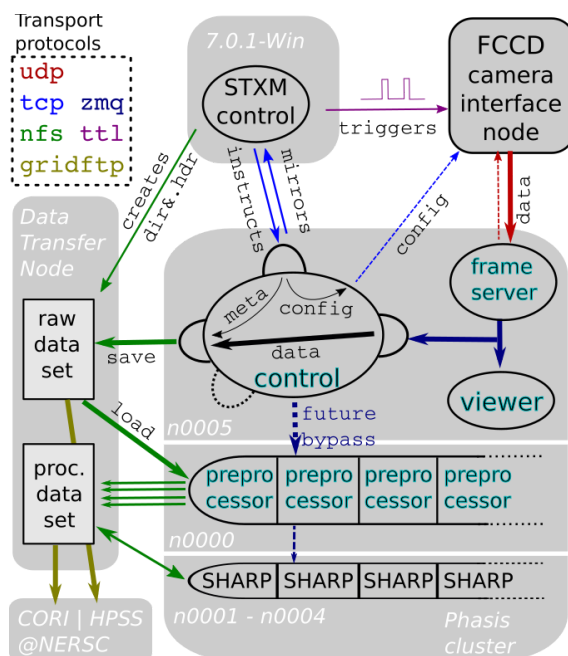 Transport
protocols
udp
tcp zmq
nfs ttl
gridftp
7.0.1-Win
STXM
control
triggers
FCCD
camera
interface
node
creates
dir&.hdr
instructs
mirrors
config
data
Data
Transfer
Node
raw
data
set
save
meta
config
data
control
frame
server
viewer
load
n0005
future
bypass
proc.
data
set
prepro
cessor
prepro
cessor
prepro
cessor
prepro
cessor
n0000
SHARP
SHARP
SHARP
SHARP
n0001 - n0004
Phasis
cluster
CORI | HPSS
@NERSC